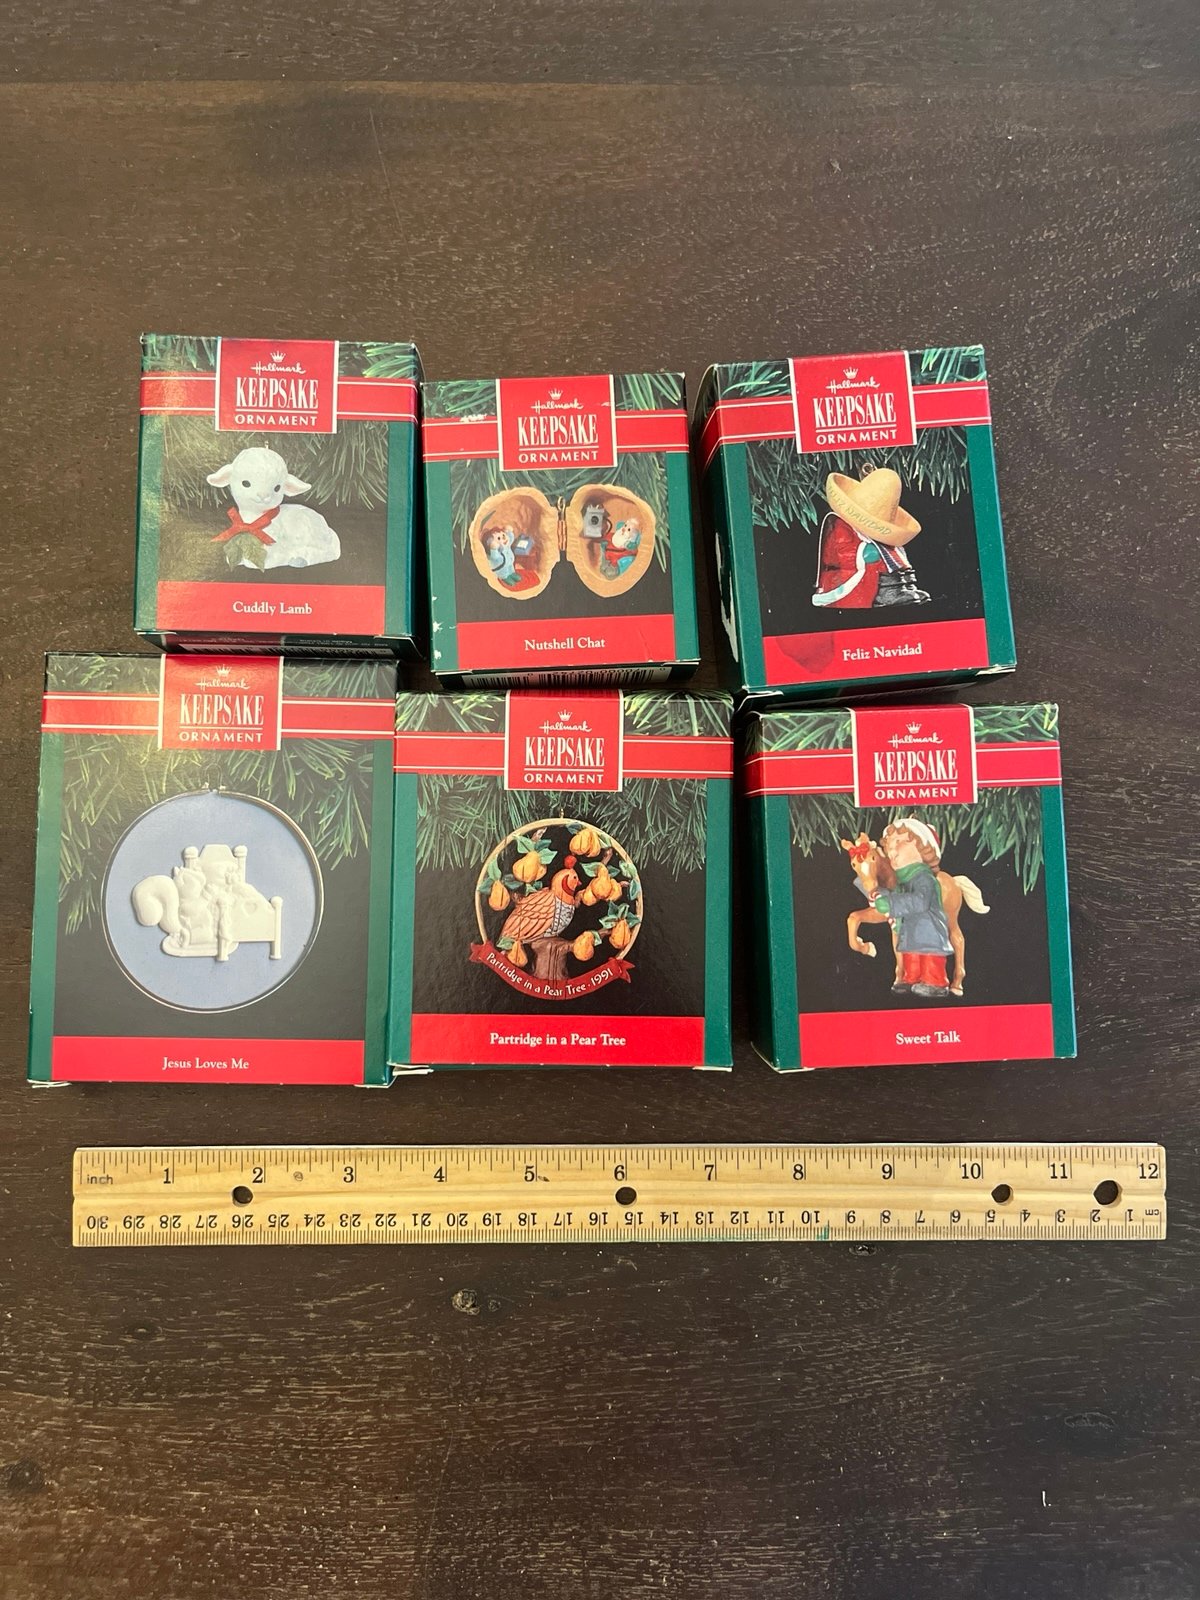 Hallmark
KEEPSAKE
ORNAMENT
Cuddly Lamb
Hallmark
KEEPSAKE
ORNAMENT
Nutshell Chat
Hallmark
KEEPSAKE
ORNAMENT
FELIZ NAVIDAD
Feliz Navidad
Hallmark
KEEPSAKE
ORNAMENT
Jesus Loves Me
Hallmark
KEEPSAKE
ORNAMENT
Partridge in a Pear Tree · 1991
Partridge in a Pear Tree
Hallmark
KEEPSAKE
ORNAMENT
Sweet Talk
inch 1 2 3 4 5 6 7 8 9 10 11 12
30 29 28 27 26 25 24 23 22 21 20 19 18 17 16 15 14 13 12 11 10 9 8 7 6 5 4 3 2 1 cm